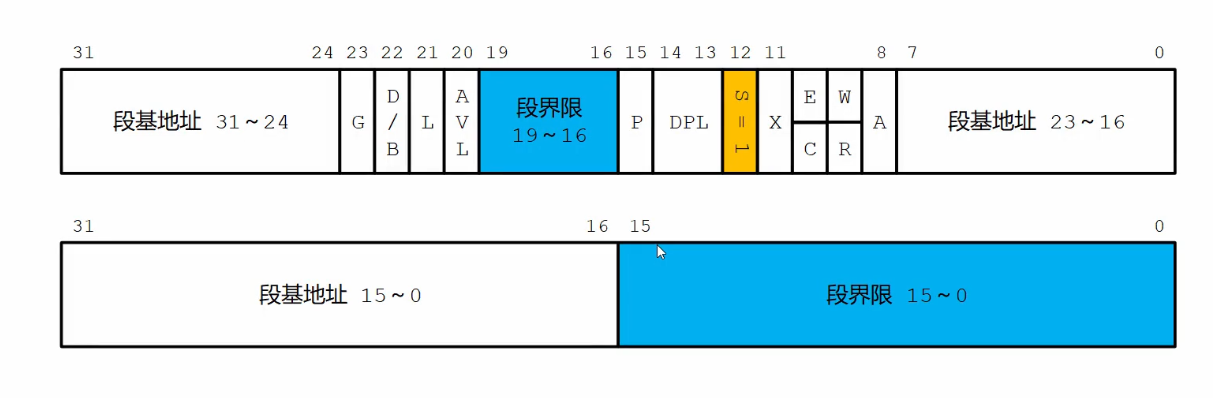 31 24 23 22 21 20 19 16 15 14 13 12 11 8 7 0
段基地址 31~24 G D/B L AVL 段界限 19~16 P DPL S=1 X E W C R A 段基地址 23~16
31 16 15 0
段基地址 15~0 段界限 15~0